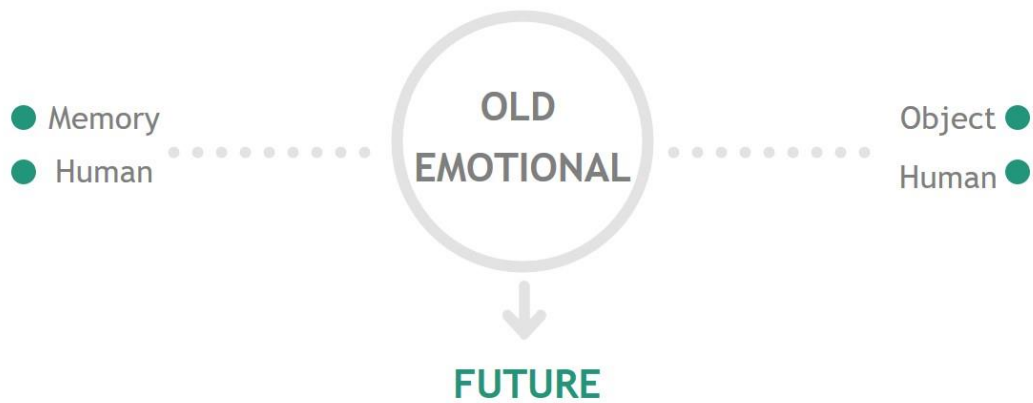 Memory
Human
OLD
EMOTIONAL
Object
Human
FUTURE